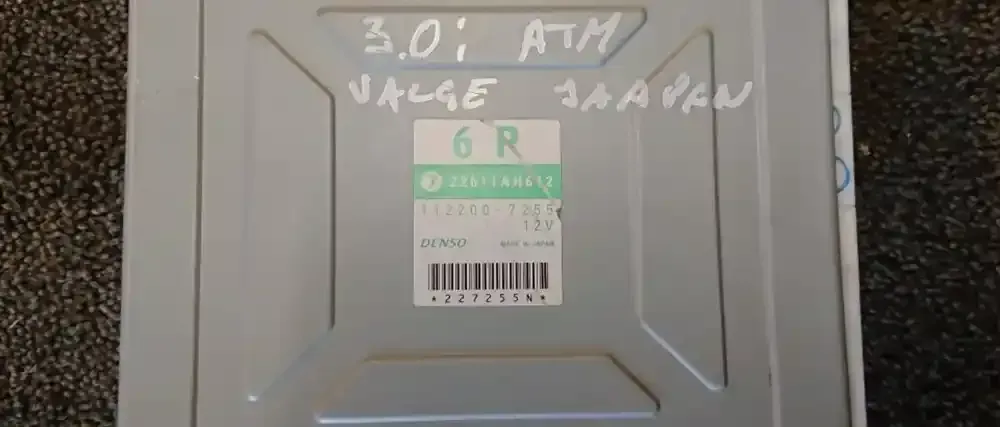 3.0i ATM
VALGE JAAPAN
6 R
22611AH612
112200-7255
12V
DENSO MADE IN JAPAN
*227255N*